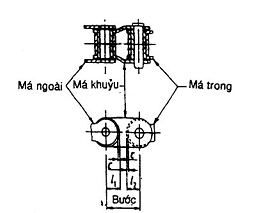 Má ngoài
Má khuỷu
Má trong
l₁
l₂
Bước